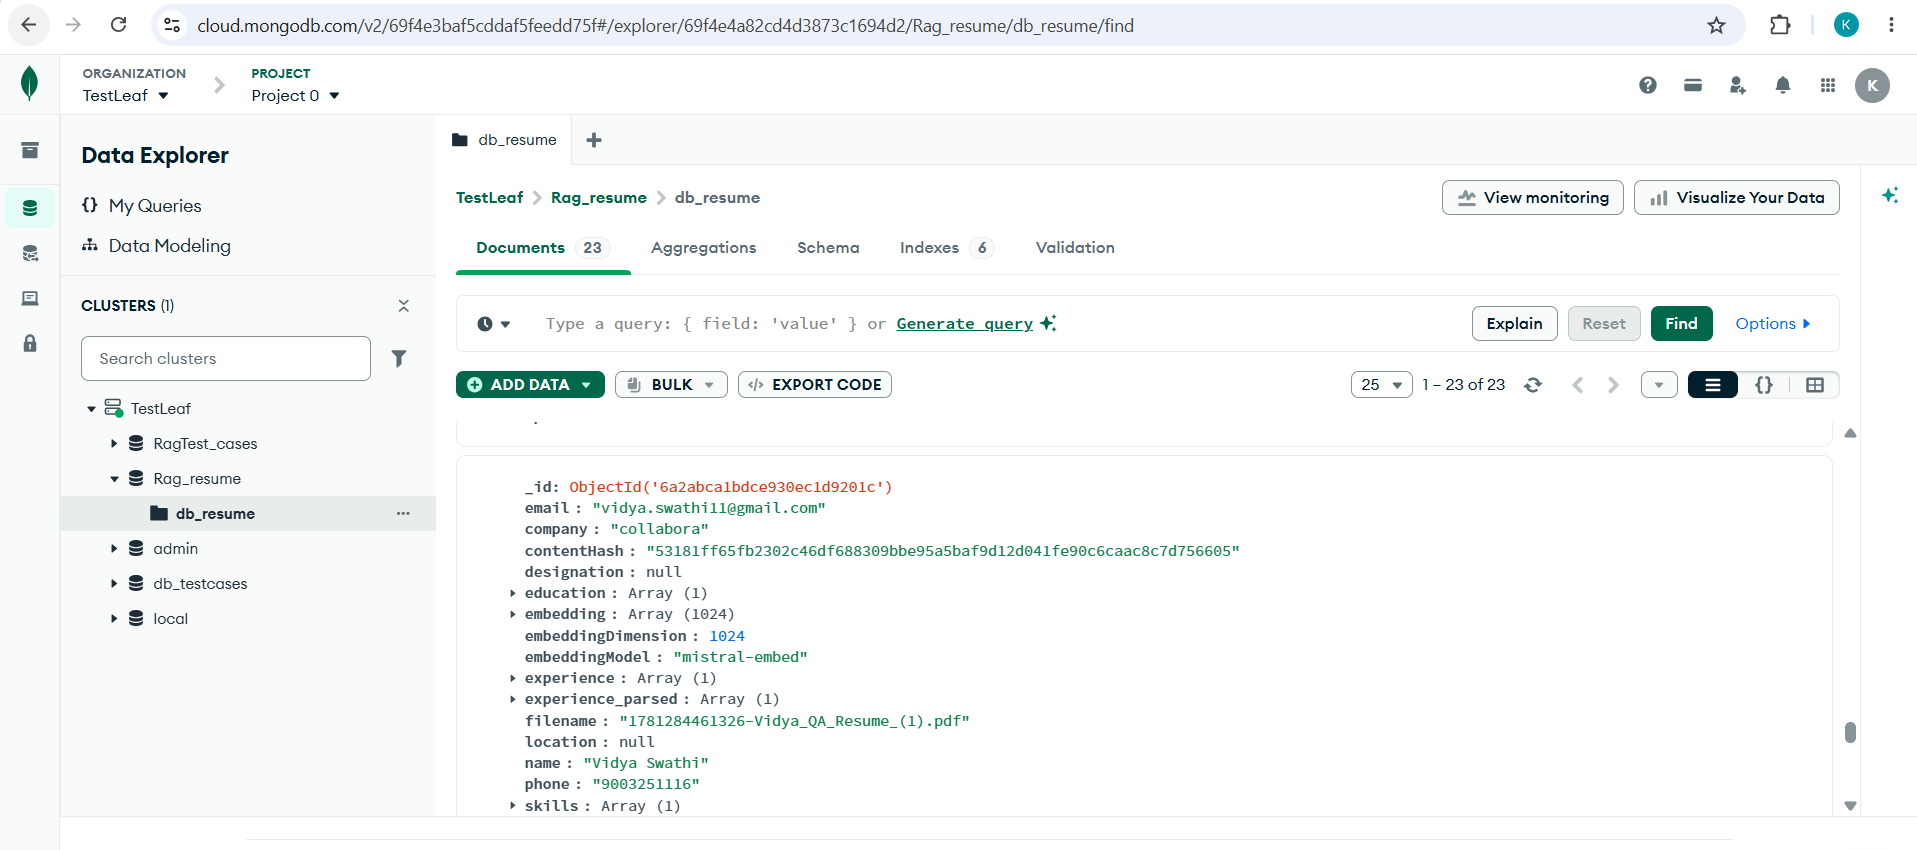 cloud.mongodb.com/v2/69f4e3baf5cddaf5feedd75f#/explorer/69f4e4a82cd4d3873c1694d2/Rag_resume/db_resume/find
K
ORGANIZATION
TestLeaf
PROJECT
Project 0
K
Data Explorer
My Queries
Data Modeling
CLUSTERS (1)
Search clusters
TestLeaf
RagTest_cases
Rag_resume
db_resume
admin
db_testcases
local
db_resume
TestLeaf > Rag_resume > db_resume
View monitoring
Visualize Your Data
Documents 23
Aggregations
Schema
Indexes 6
Validation
Type a query: { field: 'value' } or Generate query
Explain
Reset
Find
Options
ADD DATA
BULK
EXPORT CODE
25
1 – 23 of 23
_id: ObjectId('6a2abca1bdce930ec1d9201c')
email : "vidya.swathi11@gmail.com"
company : "collabora"
contentHash : "53181ff65fb2302c46df688309bbe95a5baf9d12d041fe90c6caac8c7d756605"
designation : null
education : Array (1)
embedding : Array (1024)
embeddingDimension : 1024
embeddingModel : "mistral-embed"
experience : Array (1)
experience_parsed : Array (1)
filename : "1781284461326-Vidya_QA_Resume_(1).pdf"
location : null
name : "Vidya Swathi"
phone : "9003251116"
skills : Array (1)